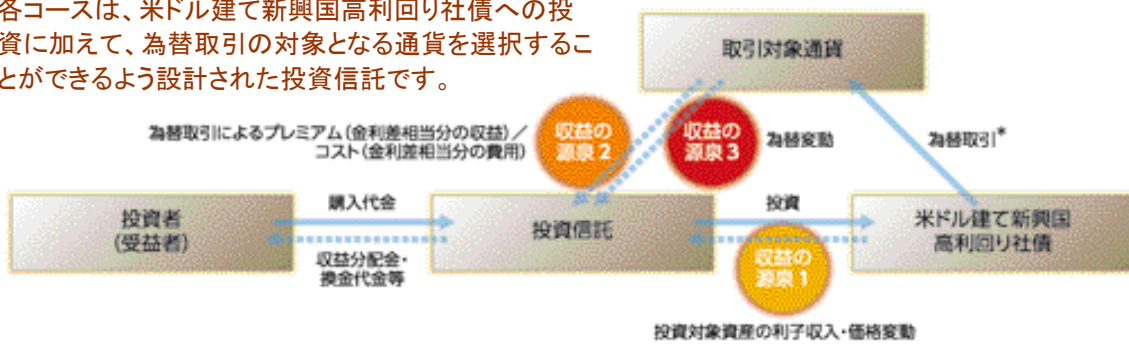 各コースは、米ドル建て新興国高利回り社債への投
資に加えて、為替取引の対象となる通貨を選択するこ
とができるよう設計された投資信託です。
取引対象通貨
為替取引によるプレミアム(金利差相当分の収益)/
コスト(金利差相当分の費用)
収益の
源泉2
収益の
源泉3
為替変動
為替取引*
投資者
(受益者)
購入代金
収益分配金・
換金代金等
投資信託
投資
収益の
源泉1
米ドル建て新興国
高利回り社債
投資対象資産の利子収入・価格変動